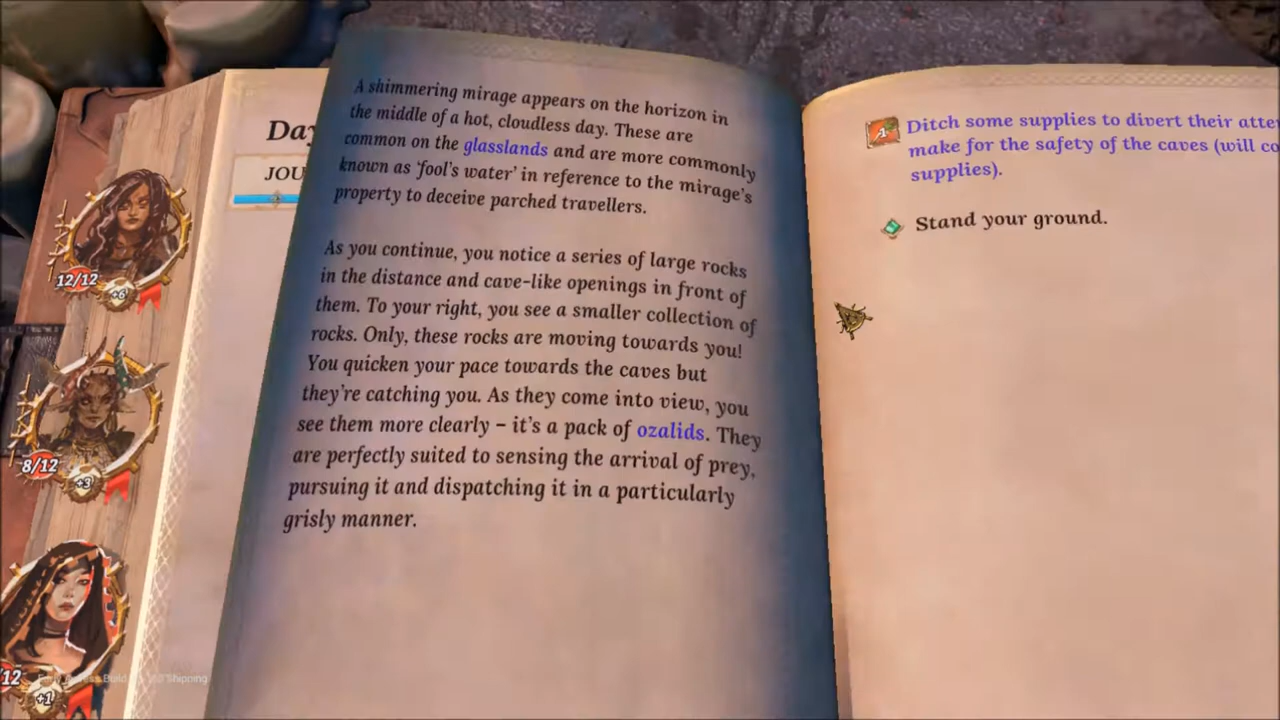 Day
JOU
12/12
+6
8/12
+3
12
+1
A shimmering mirage appears on the horizon in
the middle of a hot, cloudless day. These are
common on the glasslands and are more commonly
known as 'fool's water' in reference to the mirage's
property to deceive parched travellers.
As you continue, you notice a series of large rocks
in the distance and cave-like openings in front of
them. To your right, you see a smaller collection of
rocks. Only, these rocks are moving towards you!
You quicken your pace towards the caves but
they're catching you. As they come into view, you
see them more clearly – it's a pack of ozalids. They
are perfectly suited to sensing the arrival of prey,
pursuing it and dispatching it in a particularly
grisly manner.
Ditch some supplies to divert their atte
make for the safety of the caves (will co
supplies).
Stand your ground.
Shipping